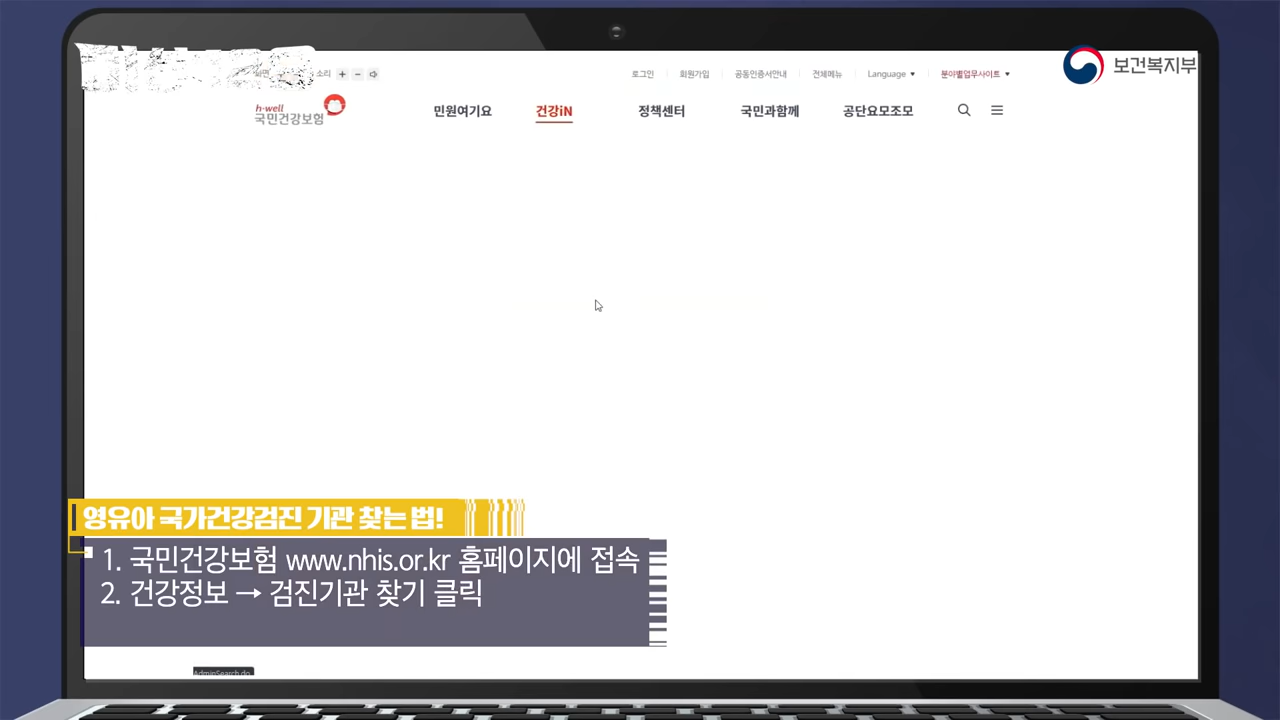 소리 + −
로그인 회원가입 공동인증서안내 전체메뉴 Language ▼ 분야별업무사이트 ▼
보건복지부
h-well
국민건강보험
민원여기요 건강iN 정책센터 국민과함께 공단요모조모
영유아 국가건강검진 기관 찾는 법!
1. 국민건강보험 www.nhis.or.kr 홈페이지에 접속
2. 건강정보 → 검진기관 찾기 클릭